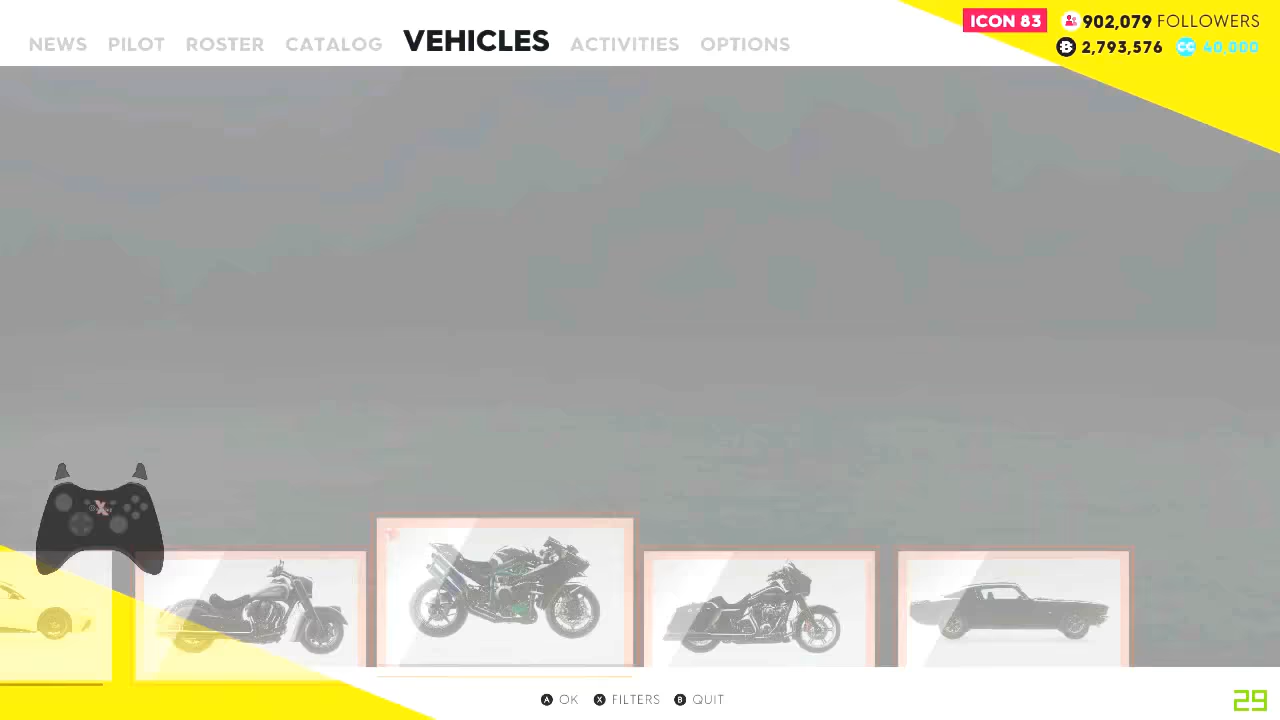 NEWS PILOT ROSTER CATALOG VEHICLES ACTIVITIES OPTIONS
ICON 83 902,079 FOLLOWERS
B 2,793,576 CC 40,000
A OK X FILTERS B QUIT
29